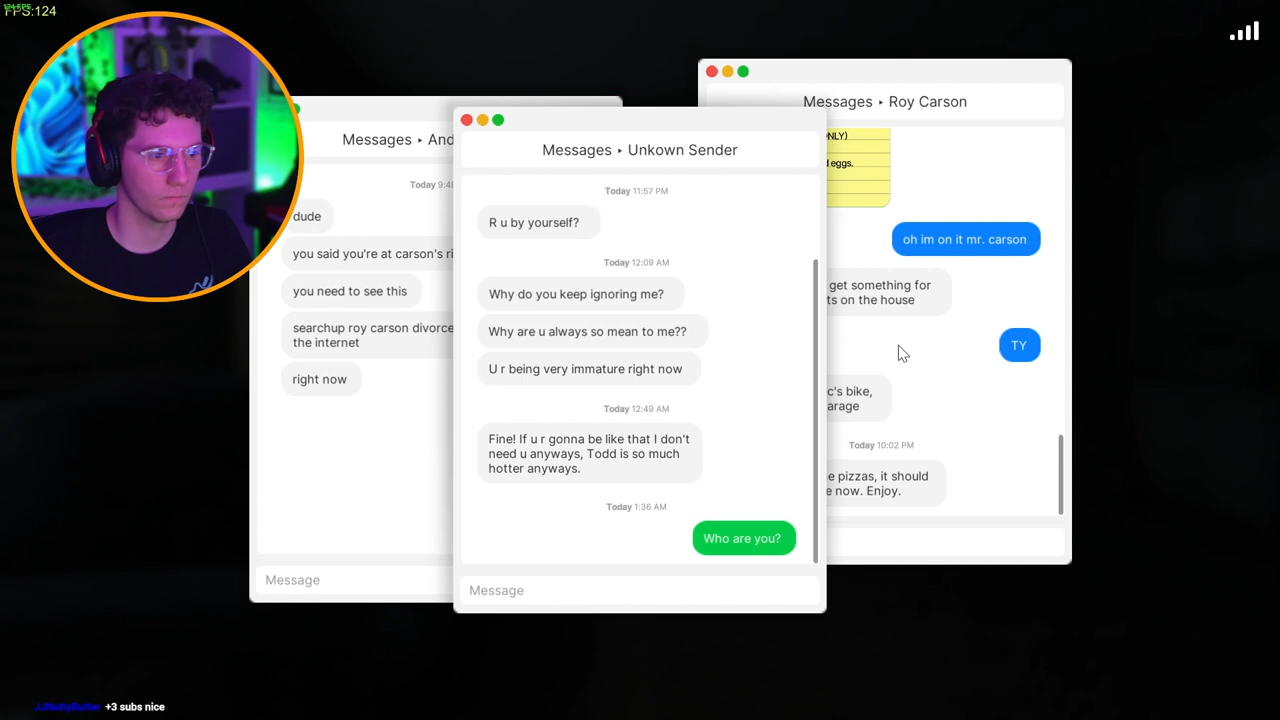 FPS:124
Messages ‣ Roy Carson
NLY)
d eggs.
oh im on it mr. carson
get something for
ts on the house
TY
c's bike,
arage
Today 10:02 PM
e pizzas, it should
e now. Enjoy.
Messages ‣ And
Today 9:48
dude
you said you're at carson's ri
you need to see this
searchup roy carson divorce
the internet
right now
Message
Messages ‣ Unkown Sender
Today 11:57 PM
R u by yourself?
Today 12:09 AM
Why do you keep ignoring me?
Why are u always so mean to me??
U r being very immature right now
Today 12:49 AM
Fine! If u r gonna be like that I don't
need u anyways, Todd is so much
hotter anyways.
Today 1:36 AM
Who are you?
Message
JJNuttyButter +3 subs nice